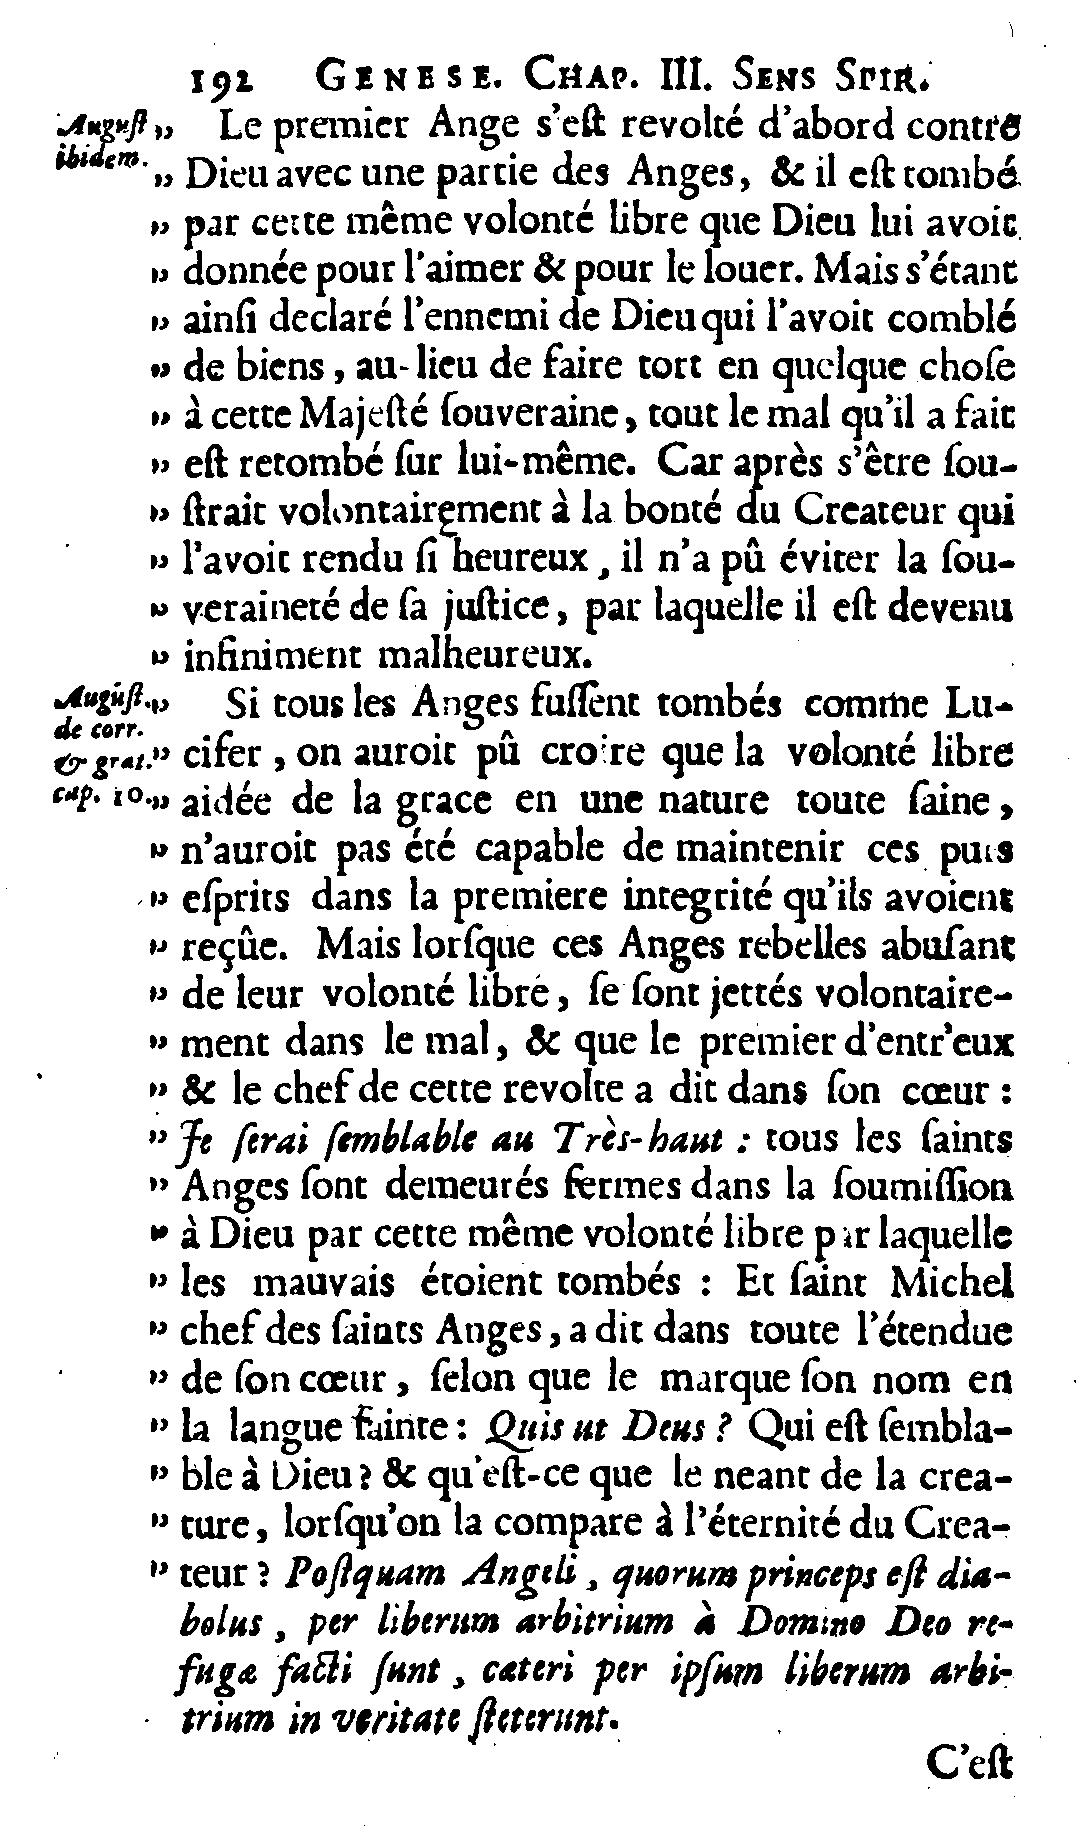 192 GENESE. CHAP. III. SENS SPIR.
August „ Le premier Ange s'eſt revolté d'abord contre
ibidem. „ Dieu avec une partie des Anges, & il eſt tombé
„ par cette même volonté libre que Dieu lui avoit
„ donnée pour l'aimer & pour le louer. Mais s'étant
„ ainſi declaré l'ennemi de Dieu qui l'avoit comblé
„ de biens, au-lieu de faire tort en quelque choſe
„ à cette Majeſté ſouveraine, tout le mal qu'il a fait
„ eſt retombé ſur lui-même. Car après s'être ſou-
„ ſtrait volontairement à la bonté du Createur qui
„ l'avoit rendu ſi heureux, il n'a pû éviter la ſou-
„ veraineté de ſa juſtice, par laquelle il eſt devenu
„ infiniment malheureux.
Auguſt. „ Si tous les Anges fuſſent tombés comme Lu-
de corr.
& grat. „ cifer, on auroit pû croire que la volonté libre
cap. 10. „ aidée de la grace en une nature toute ſaine,
„ n'auroit pas été capable de maintenir ces purs
„ eſprits dans la premiere integrité qu'ils avoient
„ reçûe. Mais lorſque ces Anges rebelles abuſant
„ de leur volonté libre, ſe ſont jettés volontaire-
„ ment dans le mal, & que le premier d'entr'eux
„ & le chef de cette revolte a dit dans ſon cœur :
„ Je ſerai ſemblable au Très-haut : tous les ſaints
„ Anges ſont demeurés fermes dans la ſoumiſſion
„ à Dieu par cette même volonté libre par laquelle
„ les mauvais étoient tombés : Et ſaint Michel
„ chef des ſaints Anges, a dit dans toute l'étendue
„ de ſon cœur, ſelon que le marque ſon nom en
„ la langue ſainte : Quis ut Deus ? Qui eſt ſembla-
„ ble à Dieu ? & qu'eſt-ce que le neant de la crea-
„ ture, lorſqu'on la compare à l'éternité du Crea-
„ teur ? Poſtquam Angeli, quorum princeps eſt dia-
bolus, per liberum arbitrium à Domino Deo re-
fugæ facti ſunt, cæteri per ipſum liberum arbi-
trium in veritate ſteterunt.
C'eſt